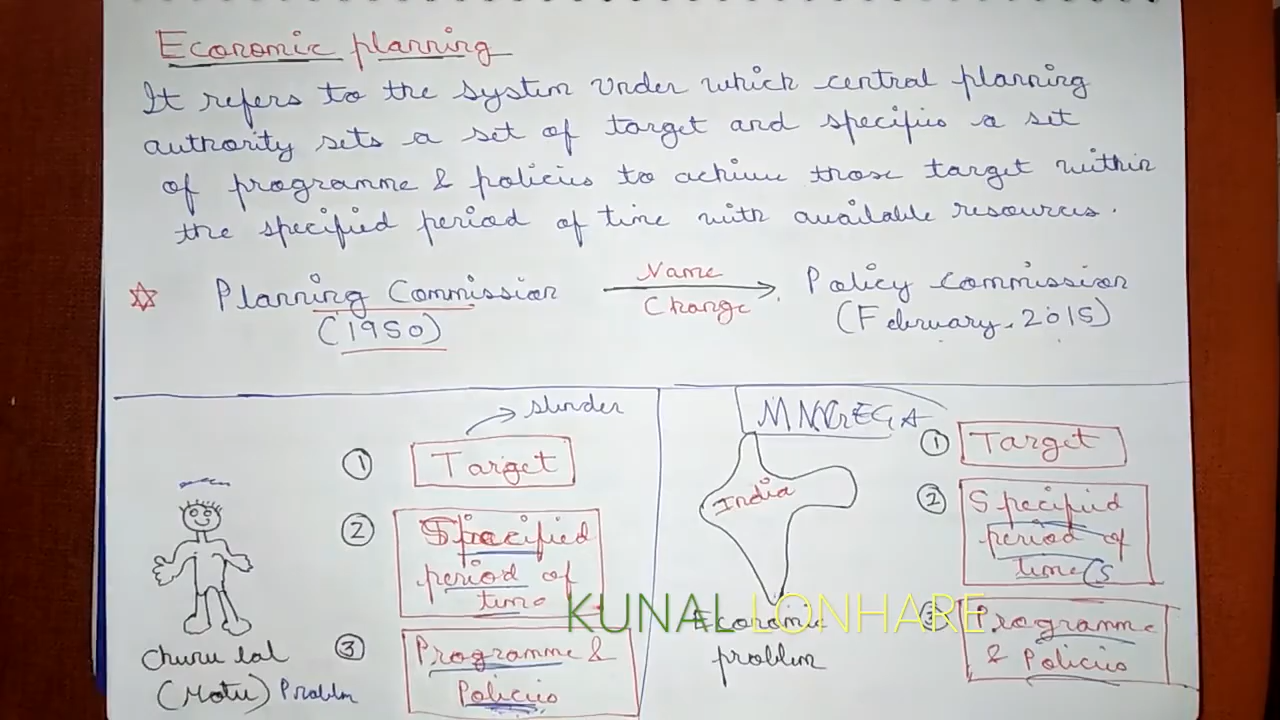 Economic planning
It refers to the system under which central planning
authority sets a set of target and specifies a set
of programme & policies to achieve those target within
the specified period of time with available resources.
Planning Commission
(1950)
Name
Change
Policy Commission
(February, 2015)
slender
① Target
② Specified
period of
time
③ Programme &
Policies
Churu lal
(Motu) Problem
MNREGA
India
Economic
problem
① Target
② Specified
period of
time (5
③ Programme
& Policies
KUNAL LONHARE